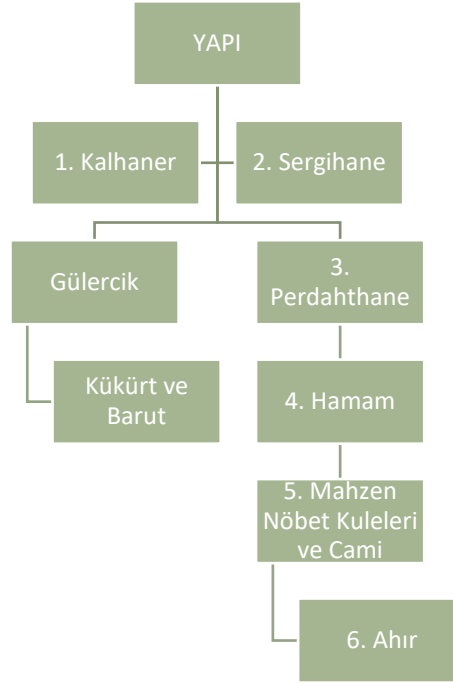 YAPI
1. Kalhaner
2. Sergihane
Gülercik
3.
Perdahthane
Kükürt ve
Barut
4. Hamam
5. Mahzen
Nöbet Kuleleri
ve Cami
6. Ahır